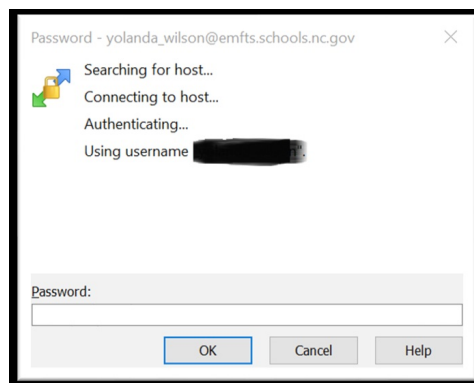 Password - yolanda_wilson@emfts.schools.nc.gov
Searching for host...
Connecting to host...
Authenticating...
Using username
Password:
OK Cancel Help